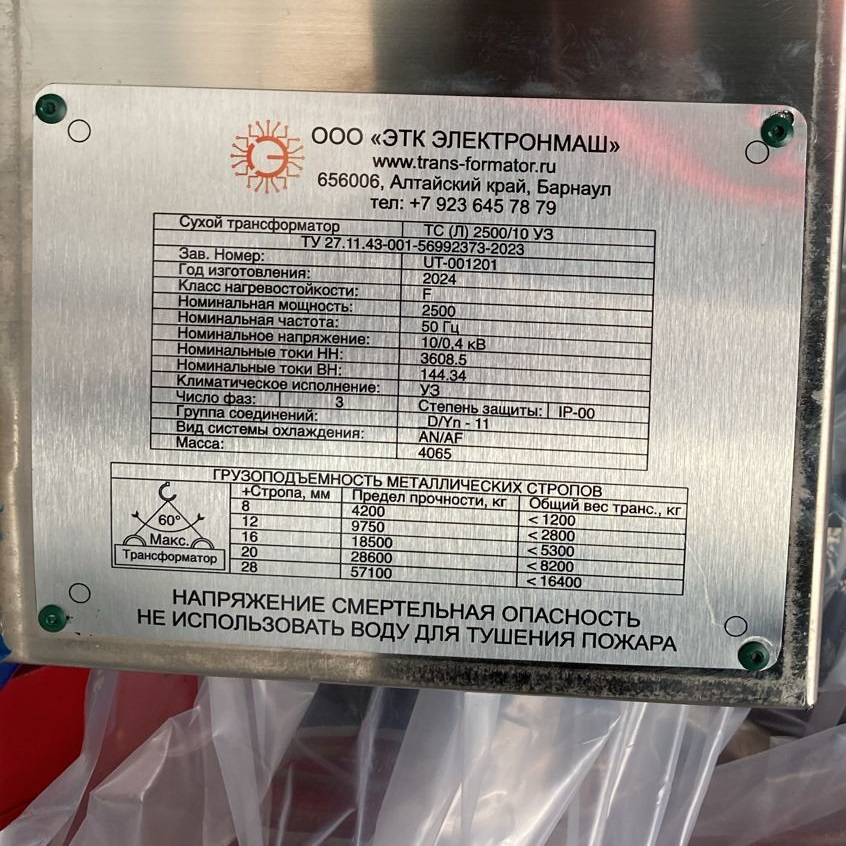 ООО «ЭТК ЭЛЕКТРОНМАШ»
www.trans-formator.ru
656006, Алтайский край, Барнаул
тел: +7 923 645 78 79
Сухой трансформатор ТС (Л) 2500/10 УЗ
ТУ 27.11.43-001-56992373-2023
Зав. Номер: UT-001201
Год изготовления: 2024
Класс нагревостойкости: F
Номинальная мощность: 2500
Номинальная частота: 50 Гц
Номинальное напряжение: 10/0,4 кВ
Номинальные токи НН: 3608.5
Номинальные токи ВН: 144.34
Климатическое исполнение: УЗ
Число фаз: 3 Степень защиты: IP-00
Группа соединений: D/Yn - 11
Вид системы охлаждения: AN/AF
Масса: 4065
ГРУЗОПОДЪЕМНОСТЬ МЕТАЛЛИЧЕСКИХ СТРОПОВ
+Стропа, мм Предел прочности, кг Общий вес транс., кг
8 4200 < 1200
12 9750 < 2800
16 18500 < 5300
20 28600 < 8200
28 57100 < 16400
60°
Макс.
Трансформатор
НАПРЯЖЕНИЕ СМЕРТЕЛЬНАЯ ОПАСНОСТЬ
НЕ ИСПОЛЬЗОВАТЬ ВОДУ ДЛЯ ТУШЕНИЯ ПОЖАРА